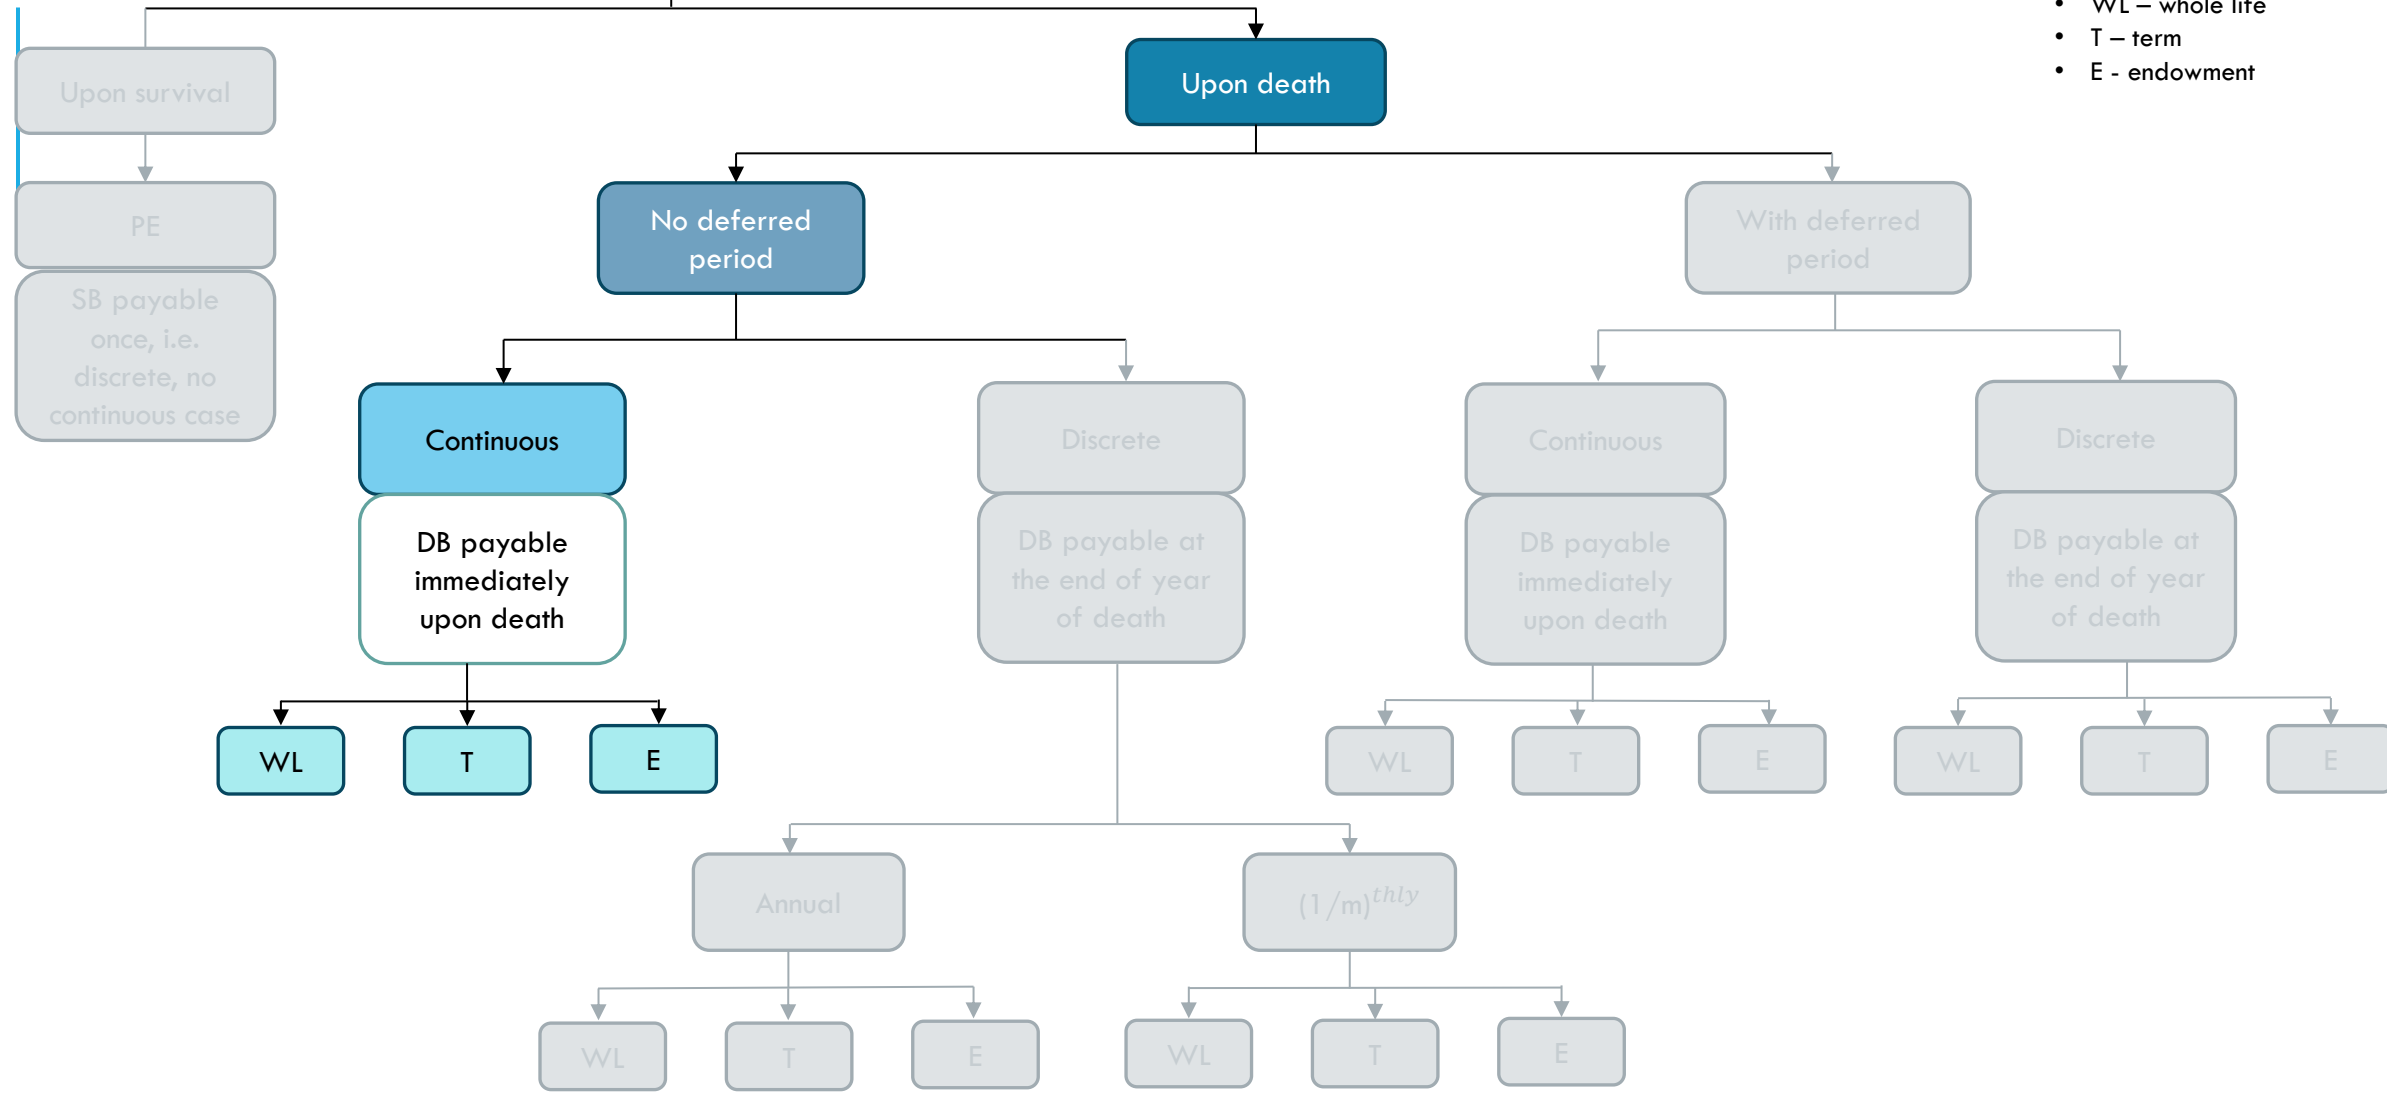 • WL – whole life
• T – term
• E - endowment
Upon survival
Upon death
PE
No deferred
period
With deferred
period
SB payable
once, i.e.
discrete, no
continuous case
Continuous
Discrete
Continuous
Discrete
DB payable
immediately
upon death
DB payable at
the end of year
of death
DB payable
immediately
upon death
DB payable at
the end of year
of death
WL
T
E
WL
T
E
WL
T
E
Annual
(1/m)^thly
WL
T
E
WL
T
E